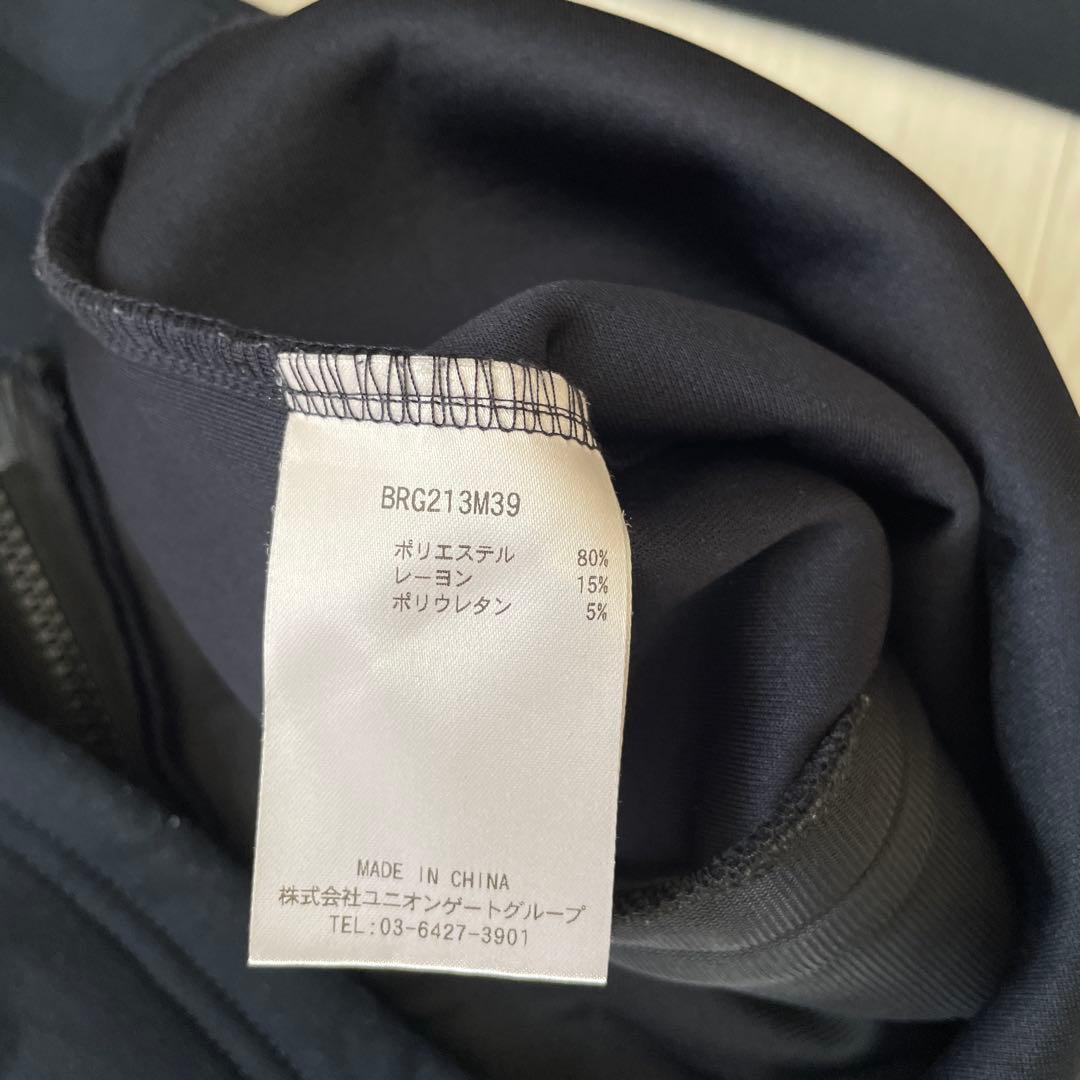 BRG213M39
ポリエステル 80%
レーヨン 15%
ポリウレタン 5%
MADE IN CHINA
株式会社ユニオンゲートグループ
TEL:03-6427-3901